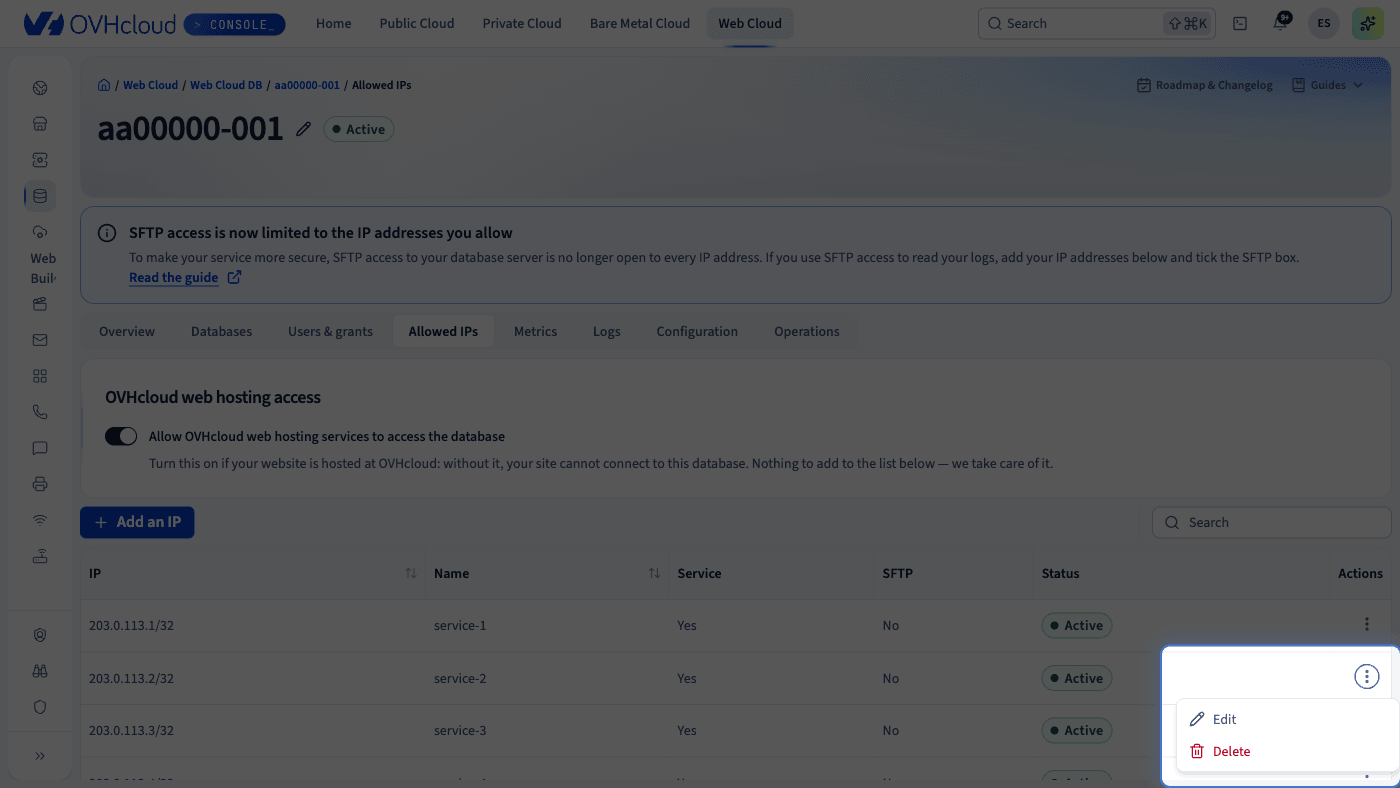 OVHcloud > CONSOLE_ Home Public Cloud Private Cloud Bare Metal Cloud Web Cloud Search ⇧⌘K 9+ ES
/ Web Cloud / Web Cloud DB / aa00000-001 / Allowed IPs Roadmap & Changelog Guides
aa00000-001 Active
SFTP access is now limited to the IP addresses you allow
To make your service more secure, SFTP access to your database server is no longer open to every IP address. If you use SFTP access to read your logs, add your IP addresses below and tick the SFTP box.
Read the guide
Web
Buil
Overview Databases Users & grants Allowed IPs Metrics Logs Configuration Operations
OVHcloud web hosting access
Allow OVHcloud web hosting services to access the database
Turn this on if your website is hosted at OVHcloud: without it, your site cannot connect to this database. Nothing to add to the list below — we take care of it.
+ Add an IP Search
IP Name Service SFTP Status Actions
203.0.113.1/32 service-1 Yes No Active
203.0.113.2/32 service-2 Yes No Active
Edit
203.0.113.3/32 service-3 Yes No Active
Delete